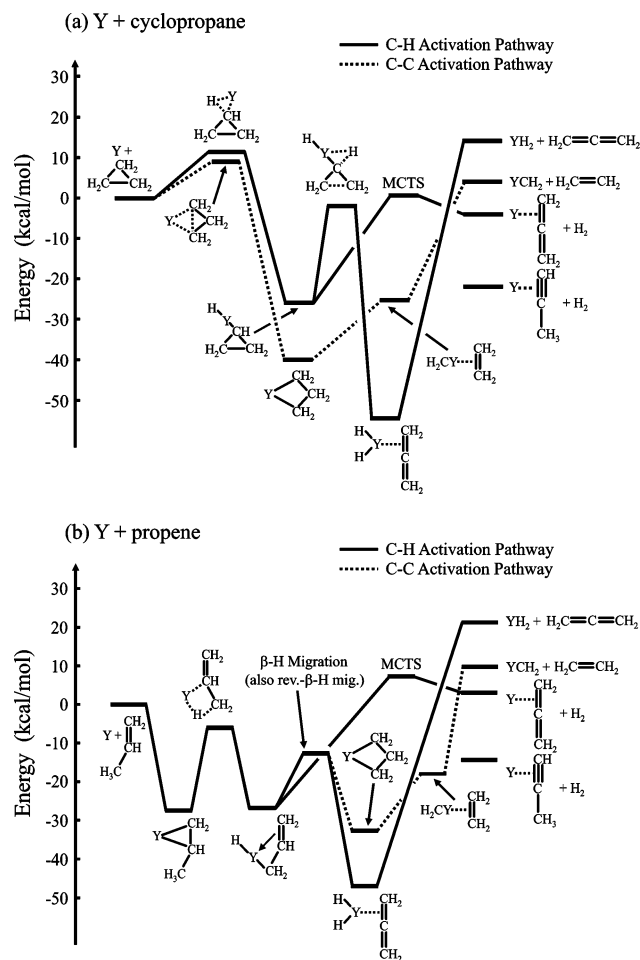 (a) Y + cyclopropane
C-H Activation Pathway
C-C Activation Pathway
Energy (kcal/mol)
30
20
10
0
-10
-20
-30
-40
-50
Y +
CH₂
H₂C CH₂
H Y
CH
H₂C CH₂
CH₂
Y CH₂
CH₂
H
Y
CH
H₂C CH₂
CH₂
Y CH₂
CH₂
H
Y H
C
H₂C CH₂
MCTS
H₂CY CH₂
CH₂
H
Y
H
CH₂
C
CH₂
YH₂ + H₂C=C=CH₂
YCH₂ + H₂C=CH₂
CH₂
Y C + H₂
CH₂
CH
Y C + H₂
CH₃
(b) Y + propene
C-H Activation Pathway
C-C Activation Pathway
Energy (kcal/mol)
30
20
10
0
-10
-20
-30
-40
-50
Y + CH₂
CH
H₃C
CH₂
Y
CH
H₃C
CH₂
CH
Y
H CH₂
H CH₂
Y CH
CH₂
β-H Migration
(also rev.-β-H mig.)
MCTS
CH₂
Y CH₂
CH₂
H₂CY CH₂
CH₂
H
Y
H
CH₂
C
CH₂
YH₂ + H₂C=C=CH₂
YCH₂ + H₂C=CH₂
CH₂
Y C + H₂
CH₂
CH
Y C + H₂
CH₃